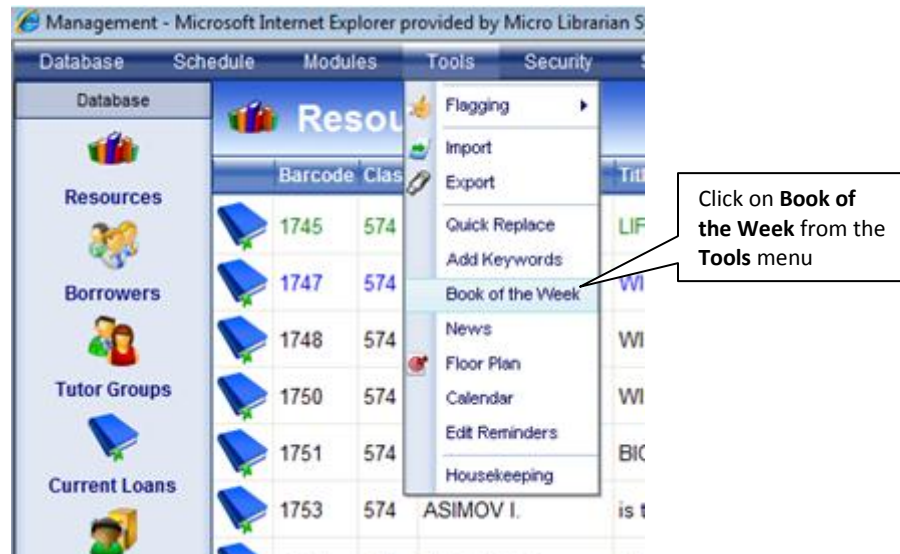 Management - Microsoft Internet Explorer provided by Micro Librarian S
Database Schedule Modules Tools Security
Database
Resources
Borrowers
Tutor Groups
Current Loans
Resou
Barcode Clas Tit
1745 574 LIF
1747 574 WI
1748 574 WI
1750 574 WI
1751 574 BIO
1753 574 ASIMOV I. is t
Flagging
Import
Export
Quick Replace
Add Keywords
Book of the Week
News
Floor Plan
Calendar
Edit Reminders
Housekeeping
Click on Book of
the Week from the
Tools menu